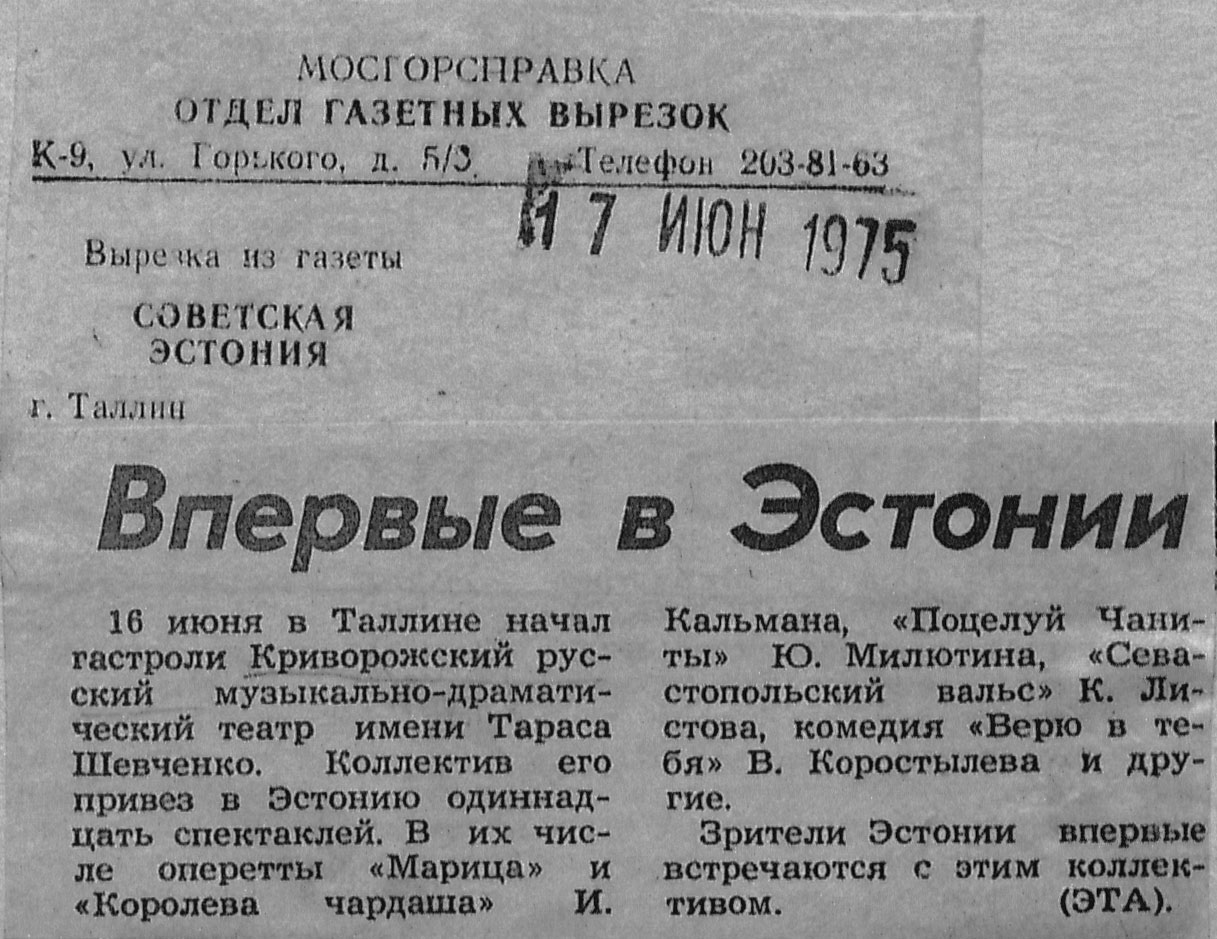 МОСГОРСПРАВКА
ОТДЕЛ ГАЗЕТНЫХ ВЫРЕЗОК
К-9, ул. Горького, д. 5/3 Телефон 203-81-63
17 ИЮН 1975
Вырезка из газеты
СОВЕТСКАЯ
ЭСТОНИЯ
г. Таллин
Впервые в Эстонии
16 июня в Таллине начал
гастроли Криворожский рус-
ский музыкально-драмати-
ческий театр имени Тараса
Шевченко. Коллектив его
привез в Эстонию одиннад-
цать спектаклей. В их чис-
ле оперетты «Марица» и
«Королева чардаша» И.
Кальмана, «Поцелуй Чани-
ты» Ю. Милютина, «Сева-
стопольский вальс» К. Ли-
стова, комедия «Верю в те-
бя» В. Коростылева и дру-
гие.
Зрители Эстонии впервые
встречаются с этим коллек-
тивом. (ЭТА).